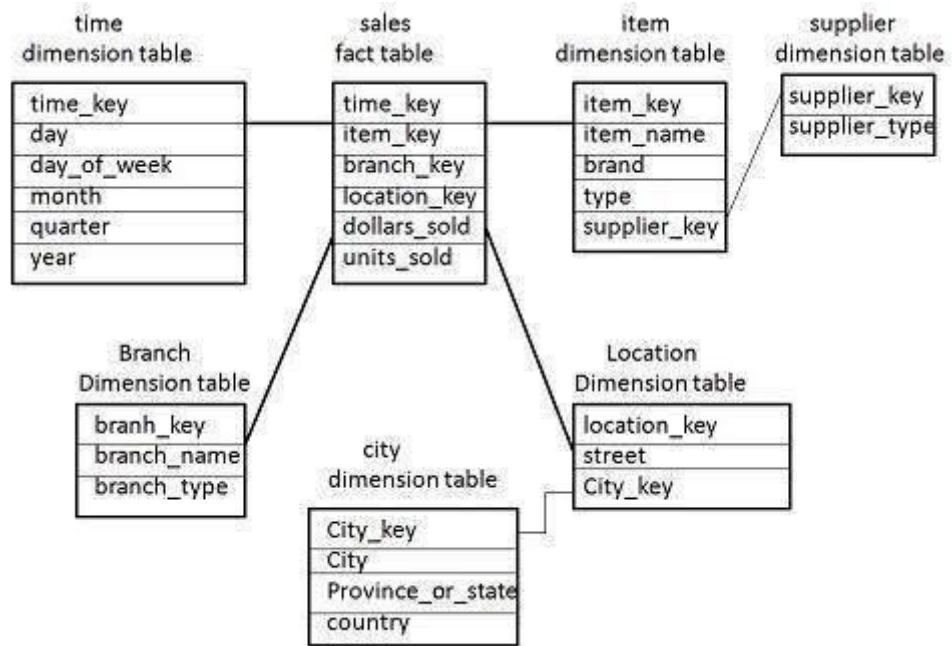 time
dimension table
time_key
day
day_of_week
month
quarter
year
sales
fact table
time_key
item_key
branch_key
location_key
dollars_sold
units_sold
item
dimension table
item_key
item_name
brand
type
supplier_key
supplier
dimension table
supplier_key
supplier_type
Branch
Dimension table
branh_key
branch_name
branch_type
city
dimension table
City_key
City
Province_or_state
country
Location
Dimension table
location_key
street
City_key